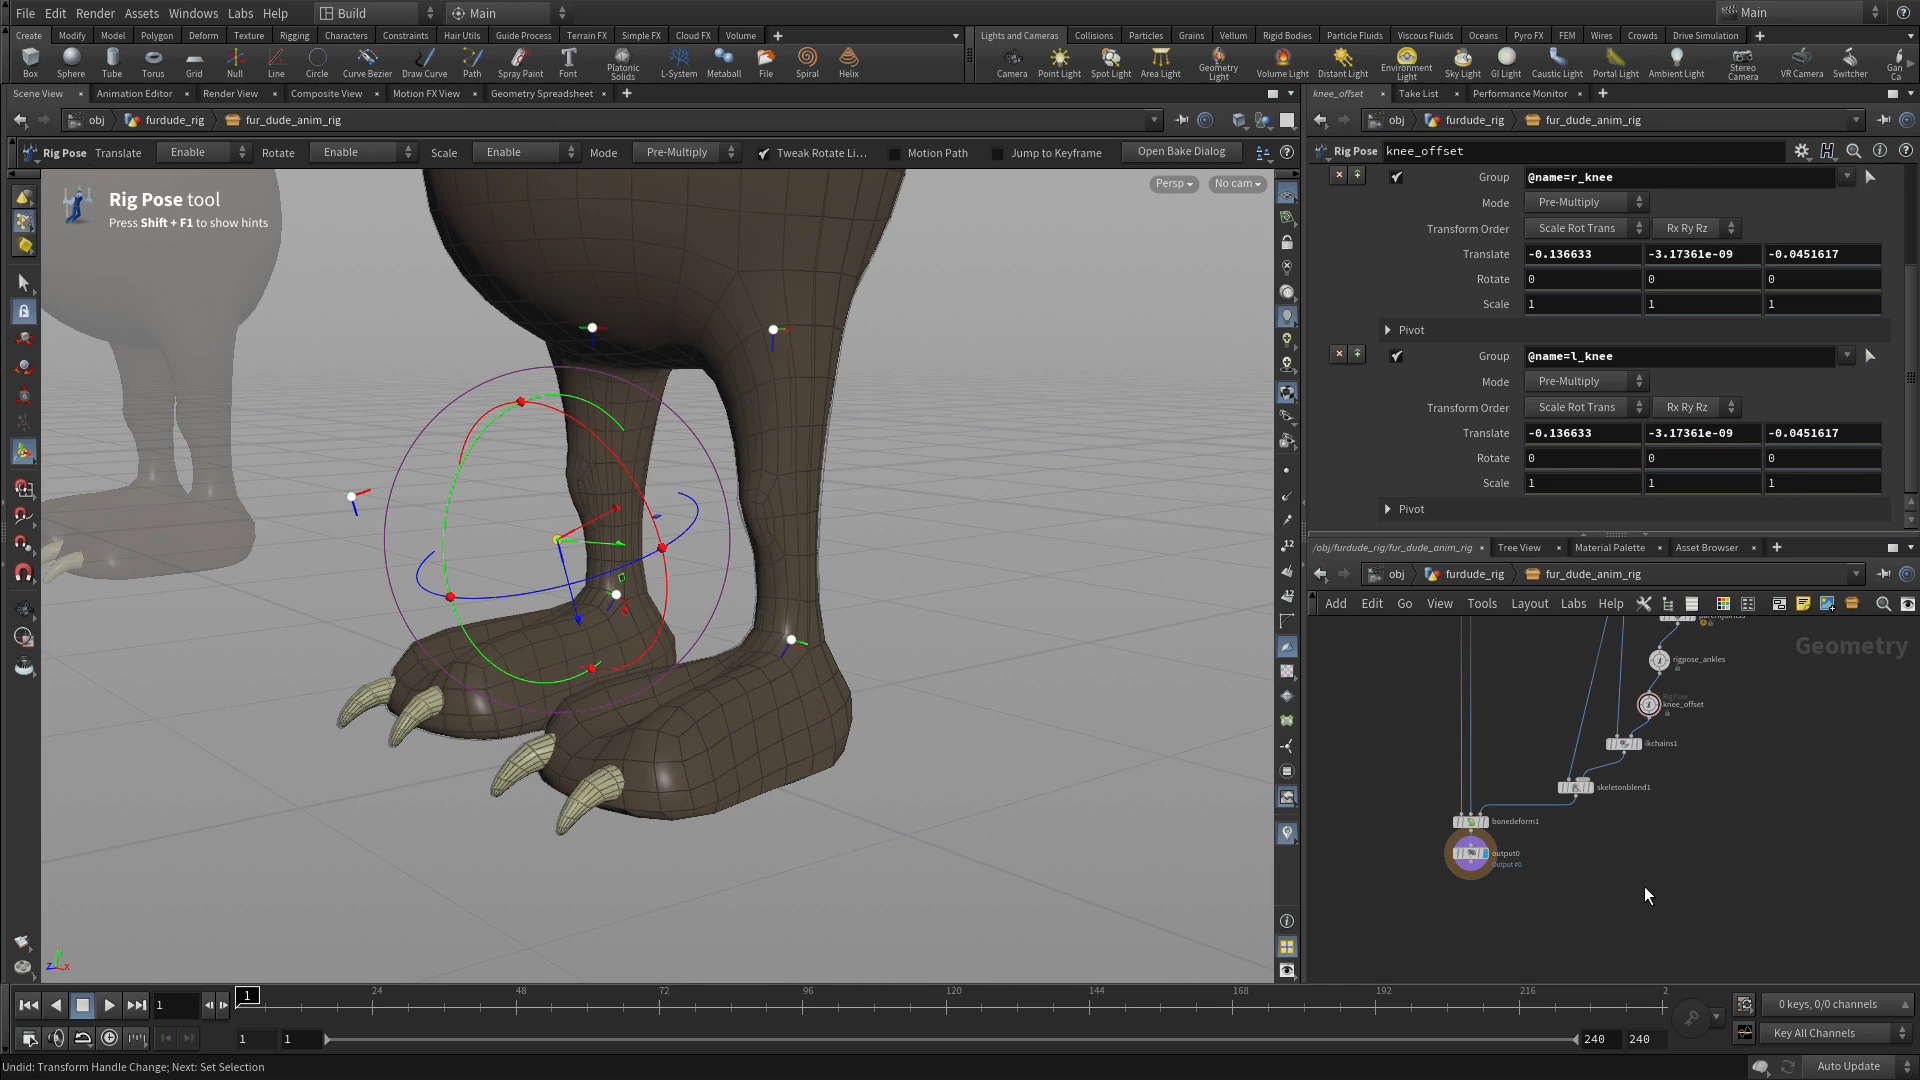 File Edit Render Assets Windows Labs Help Build Main Main
Create Modify Model Polygon Deform Texture Rigging Characters Constraints Hair Utils Guide Process Terrain FX Simple FX Cloud FX Volume
Lights and Cameras Collisions Particles Grains Vellum Rigid Bodies Particle Fluids Viscous Fluids Oceans Pyro FX FEM Wires Crowds Drive Simulation
Box Sphere Tube Torus Grid Null Line Circle Curve Bezier Draw Curve Path Spray Paint Font Platonic Solids L-System Metaball File Spiral Helix
Camera Point Light Spot Light Area Light Geometry Light Volume Light Distant Light Environment Light Sky Light GI Light Caustic Light Portal Light Ambient Light Stereo Camera VR Camera Switcher Gan Ca
Scene View Animation Editor Render View Composite View Motion FX View Geometry Spreadsheet
knee_offset Take List Performance Monitor
obj furdude_rig fur_dude_anim_rig
obj furdude_rig fur_dude_anim_rig
Rig Pose Translate Enable Rotate Enable Scale Enable Mode Pre-Multiply Tweak Rotate Li... Motion Path Jump to Keyframe Open Bake Dialog
Rig Pose knee_offset
Rig Pose tool
Press Shift + F1 to show hints
Persp No cam
Group @name=r_knee
Mode Pre-Multiply
Transform Order Scale Rot Trans Rx Ry Rz
Translate -0.136633 -3.17361e-09 -0.0451617
Rotate 0 0 0
Scale 1 1 1
Pivot
Group @name=l_knee
Mode Pre-Multiply
Transform Order Scale Rot Trans Rx Ry Rz
Translate -0.136633 -3.17361e-09 -0.0451617
Rotate 0 0 0
Scale 1 1 1
Pivot
/obj/furdude_rig/fur_dude_anim_rig Tree View Material Palette Asset Browser
obj furdude_rig fur_dude_anim_rig
Add Edit Go View Tools Layout Labs Help
Geometry
rigpose_ankles
Rig Pose
knee_offset
ikchains1
skeletonblend1
bonedeform1
output0
Output #0
z y x
1 1 24 48 72 96 120 144 168 192 216 2
0 keys, 0/0 channels
1 1 240 240
Key All Channels
Undid: Transform Handle Change; Next: Set Selection
Auto Update